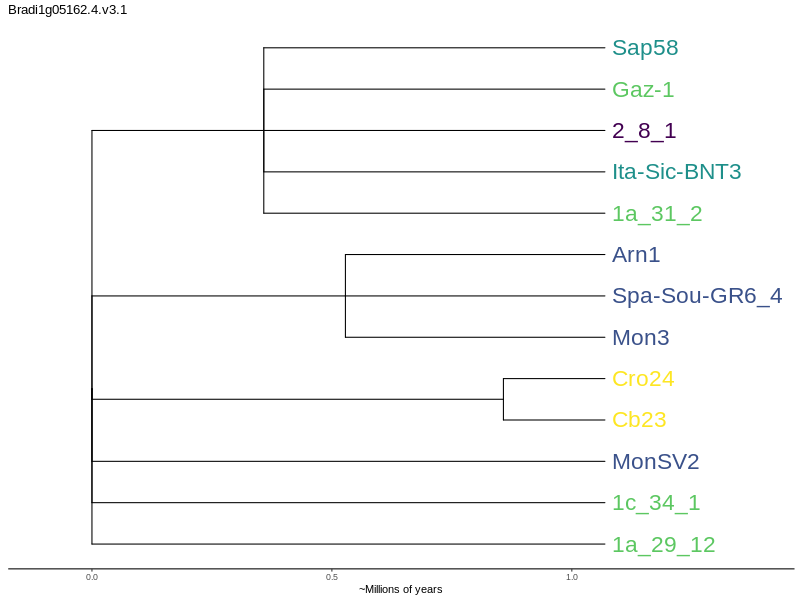 Bradi1g05162.4.v3.1
Sap58
Gaz-1
2_8_1
Ita-Sic-BNT3
1a_31_2
Arn1
Spa-Sou-GR6_4
Mon3
Cro24
Cb23
MonSV2
1c_34_1
1a_29_12
0.0 0.5 1.0
~Millions of years